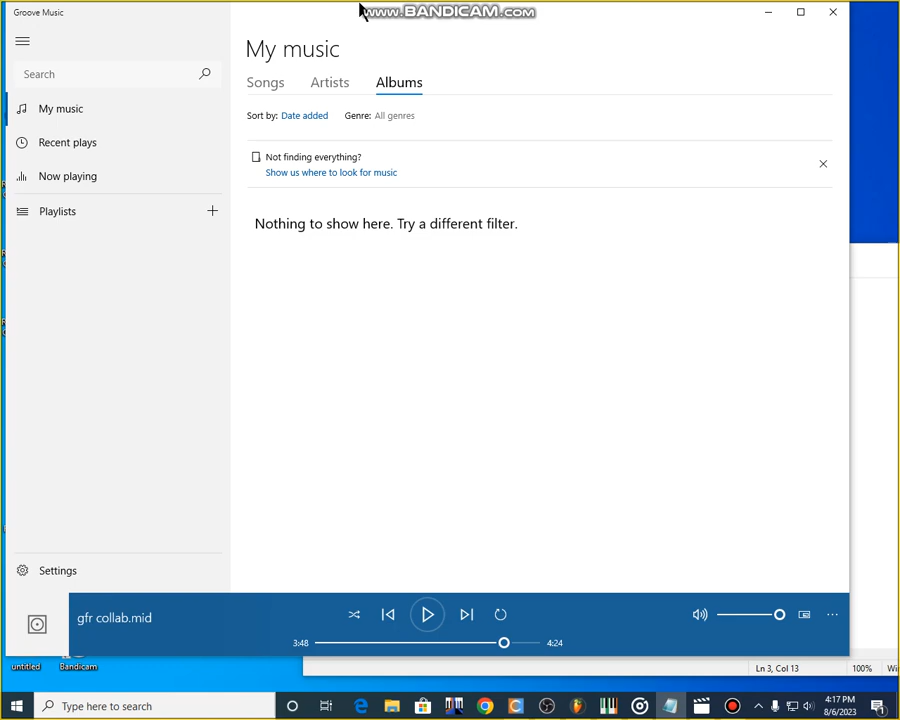 Groove Music
www.BANDICAM.com
Search
My music
Recent plays
Now playing
Playlists
Settings
My music
Songs Artists Albums
Sort by: Date added Genre: All genres
Not finding everything?
Show us where to look for music
Nothing to show here. Try a different filter.
gfr collab.mid
3:48 4:24
untitled Bandicam
Ln 3, Col 13 100%
Type here to search
4:17 PM
8/6/2023